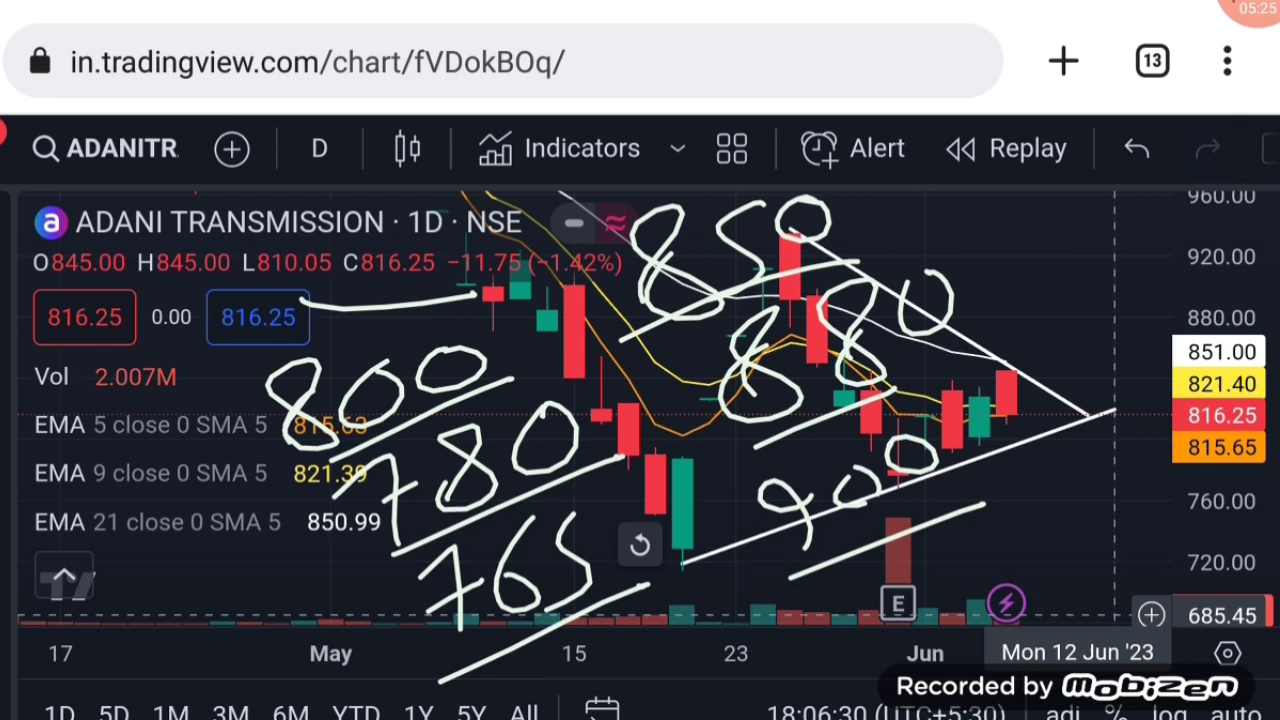 05:25
in.tradingview.com/chart/fVDokBOq/
13
ADANITR
D
Indicators
Alert
Replay
a ADANI TRANSMISSION · 1D · NSE
O845.00 H845.00 L810.05 C816.25 −11.75 (−1.42%)
816.25 0.00 816.25
Vol 2.007M
EMA 5 close 0 SMA 5 815.63
EMA 9 close 0 SMA 5 821.39
EMA 21 close 0 SMA 5 850.99
850
880
900
800
780
765
960.00
920.00
880.00
851.00
821.40
816.25
815.65
760.00
720.00
685.45
E
17 May 15 23 Jun Mon 12 Jun '23
Recorded by mobizen
1D 5D 1M 3M 6M YTD 1Y 5Y All 18:06:30 (UTC+5:30) adj % log auto